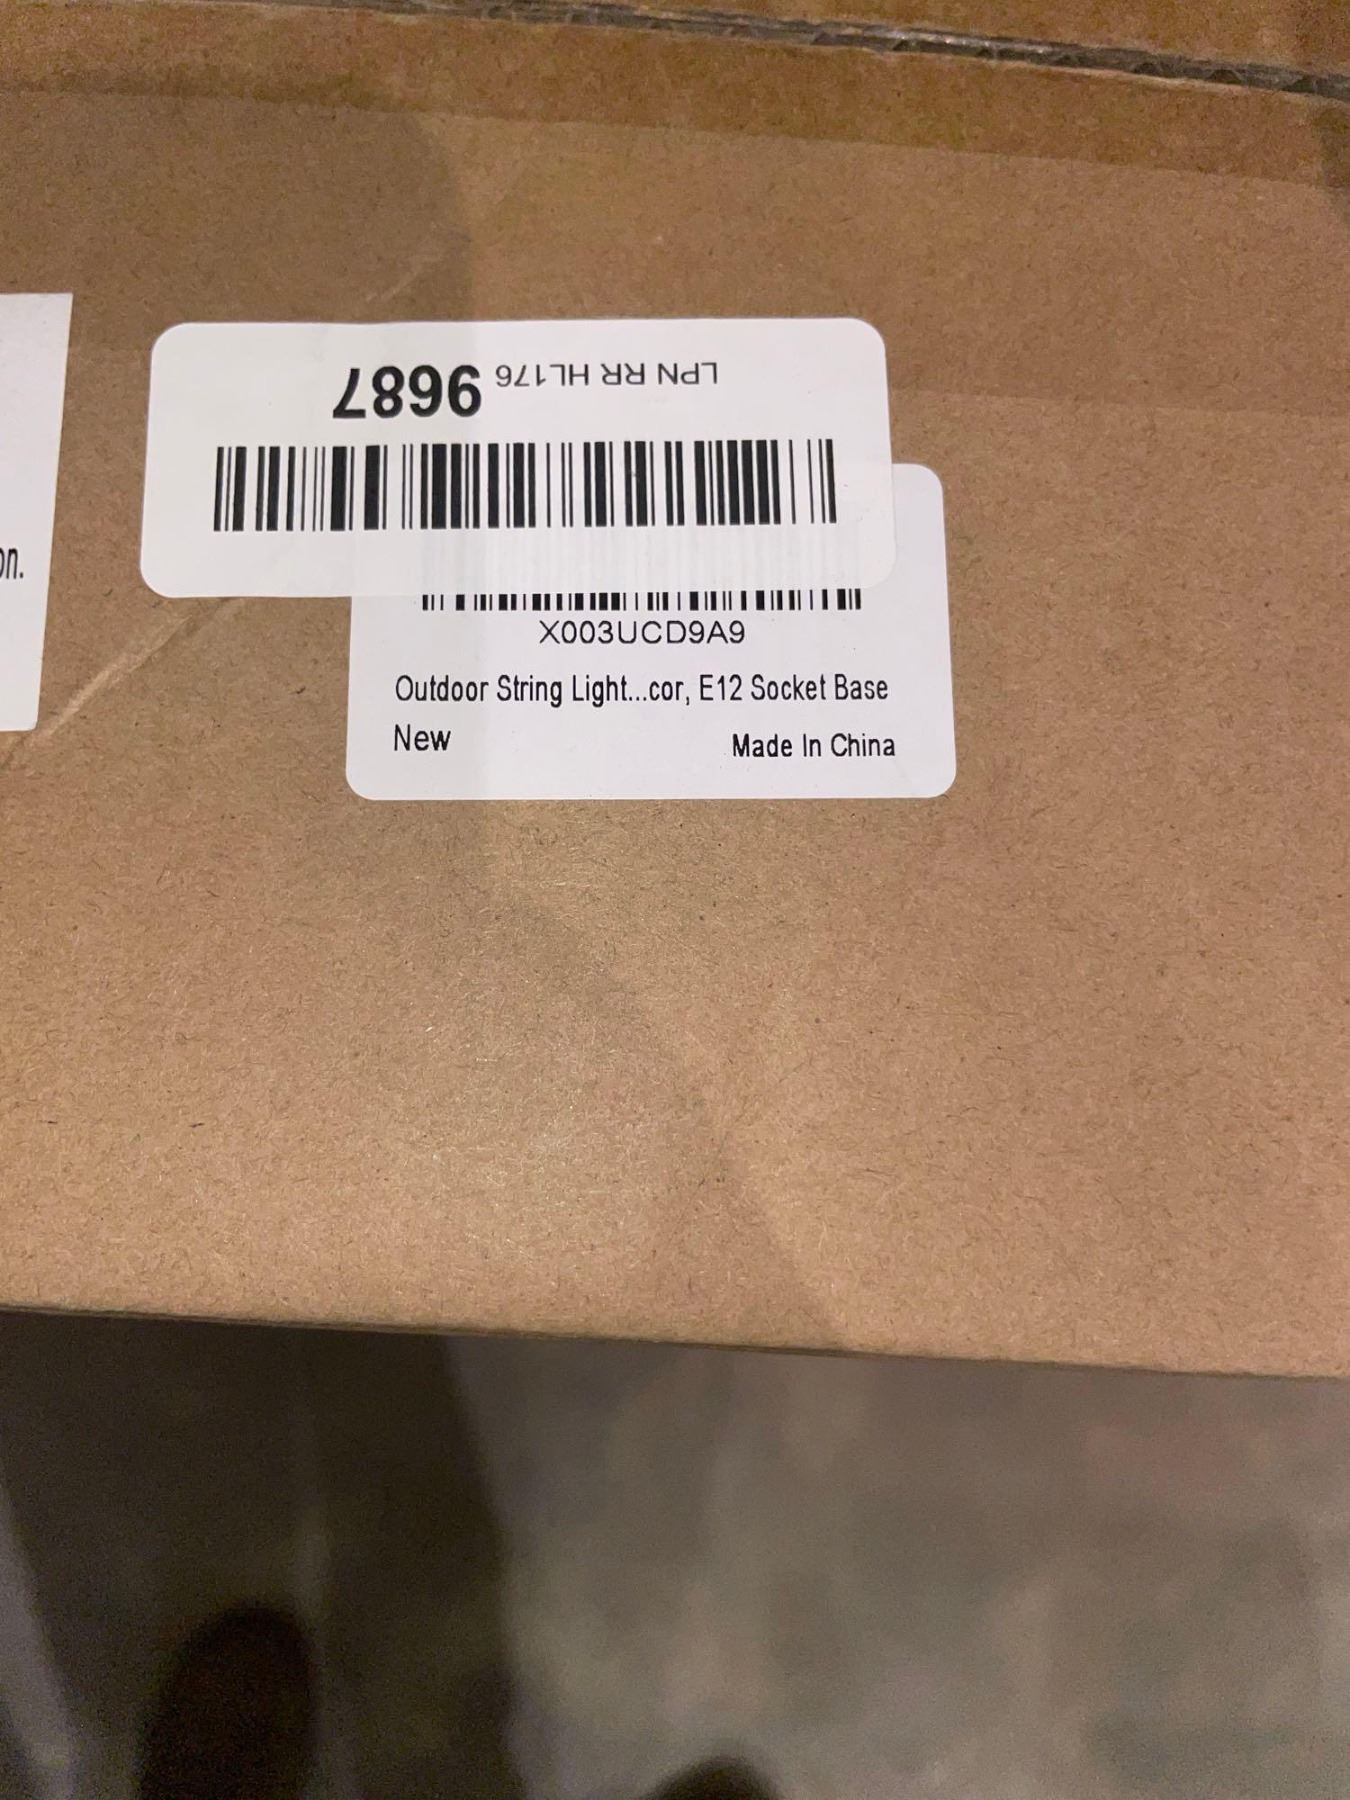 LPN RR HL176 9687
X003UCD9A9
Outdoor String Light...cor, E12 Socket Base
New
Made In China
on.